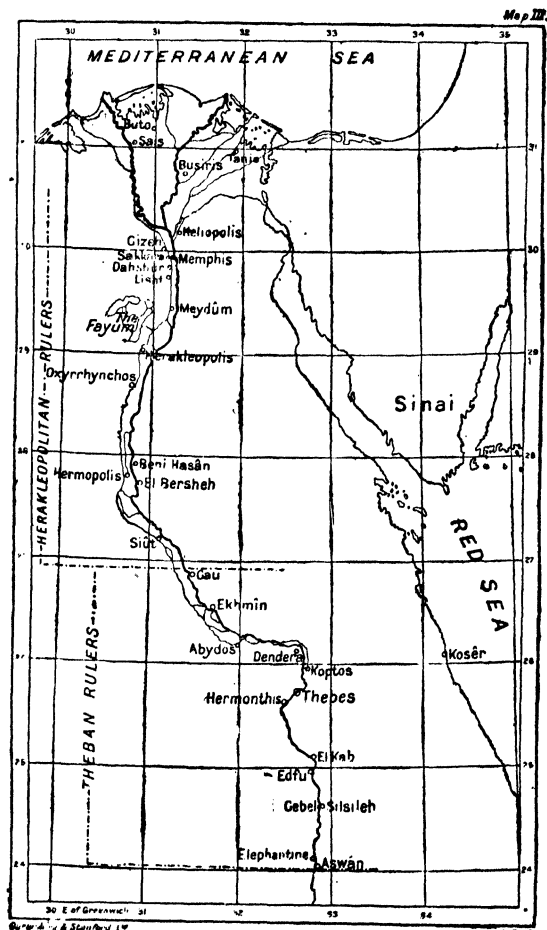 Map III.
30 31 32 33 34 35
MEDITERRANEAN SEA
Buto
Sais
31
Tanis
Busiris
Heliopolis
Gizeh
30
Sakkara
Memphis
Dahshur
Lisht
Meydûm
Fayum
29
Herakleopolis
Oxyrrhynchos
Sinai
28
Beni Hasân
Hermopolis
El Bersheh
HERAKLEOPOLITAN RULERS
RED SEA
Siût
27
Gau
Ekhmîn
Abydos
Dendera
Kosêr
26
Koptos
THEBAN RULERS
Hermonthis
Thebes
25
El Kab
Edfu
Gebel Silsileh
Elephantine
24
Aswân
24
30 E of Greenwich 31 32 33 34